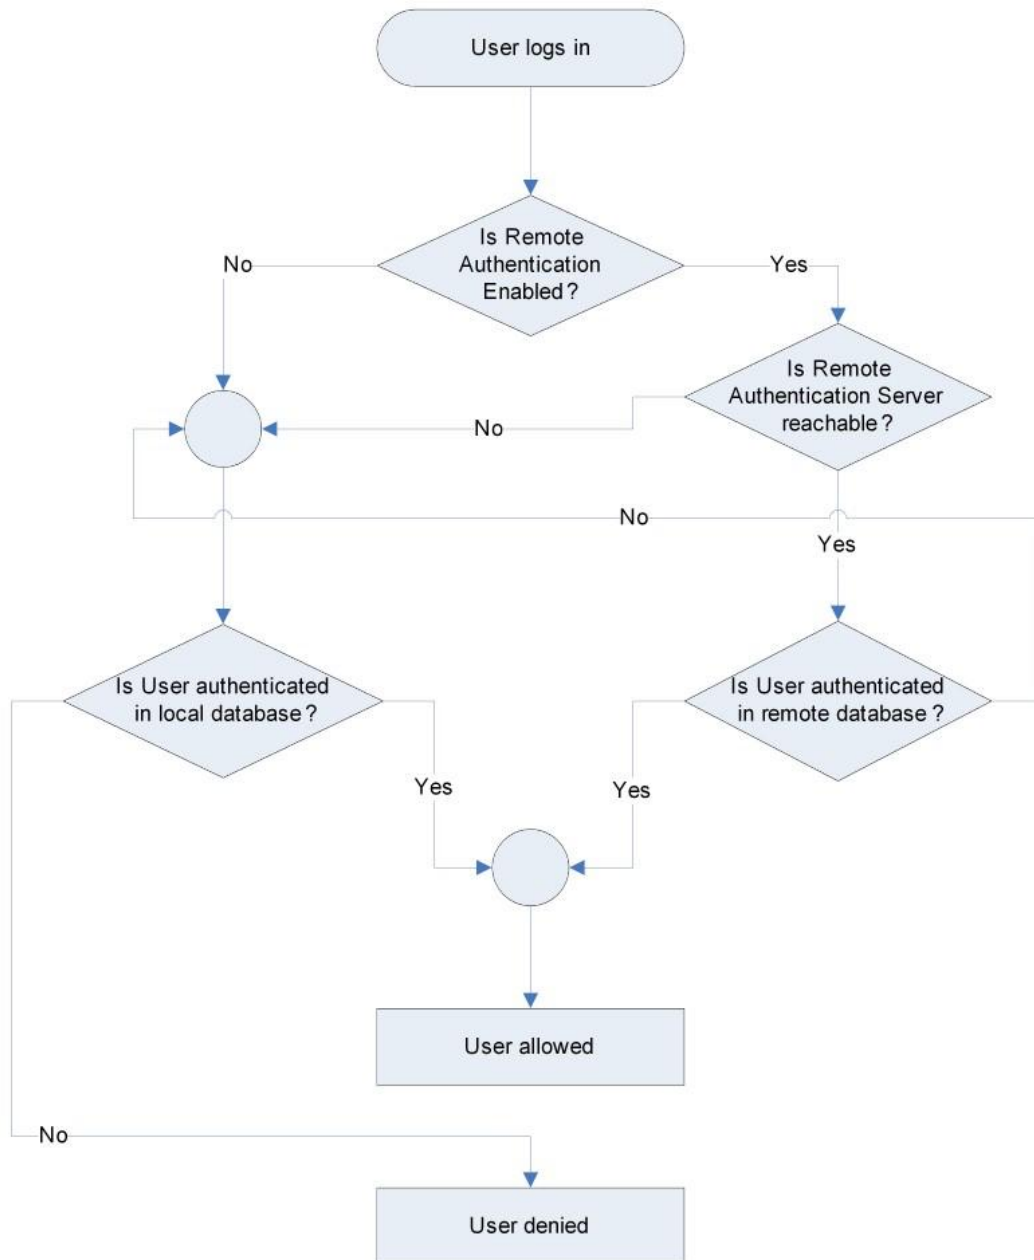 User logs in
Is Remote
Authentication
Enabled?
No
Yes
Is Remote
Authentication Server
reachable?
No
No
Yes
Is User authenticated
in local database?
Is User authenticated
in remote database?
Yes
Yes
User allowed
No
User denied